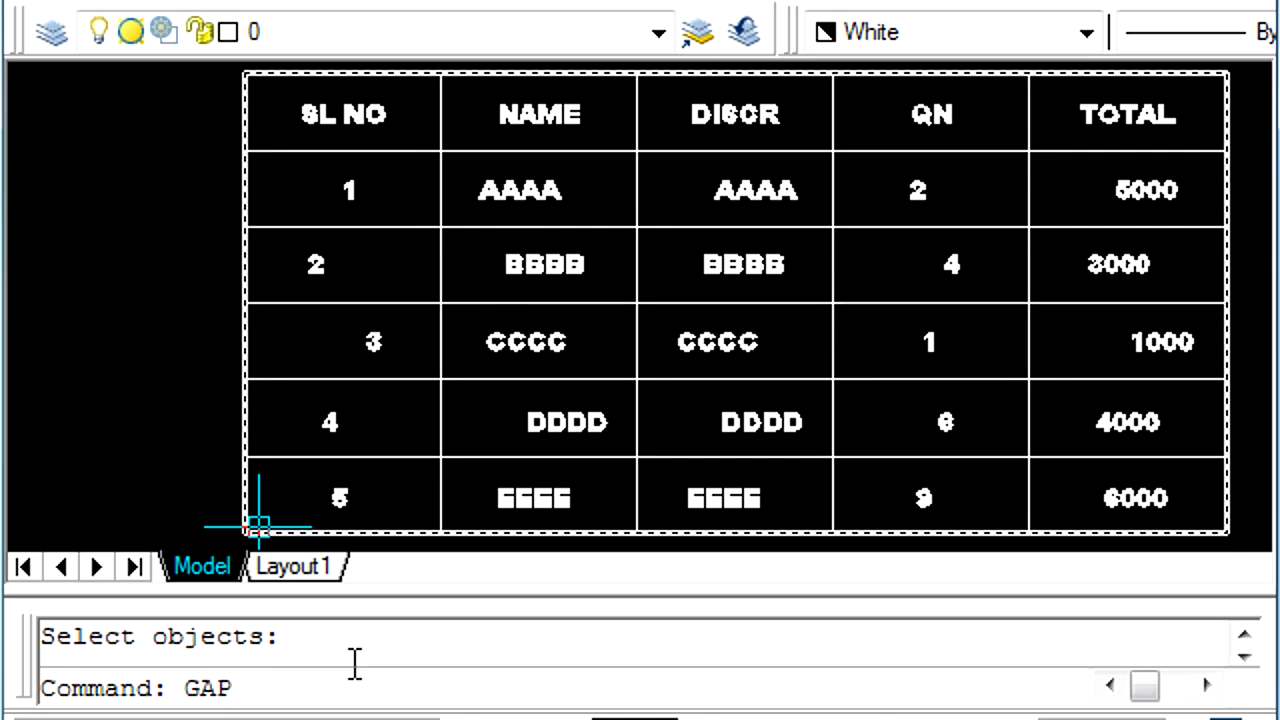 0 White By
SL NO NAME DISCR QN TOTAL
1 AAAA AAAA 2 5000
2 BBBB BBBB 4 3000
3 CCCC CCCC 1 1000
4 DDDD DDDD 6 4000
5 EEEE EEEE 9 6000
Model Layout1
Select objects:
Command: GAP